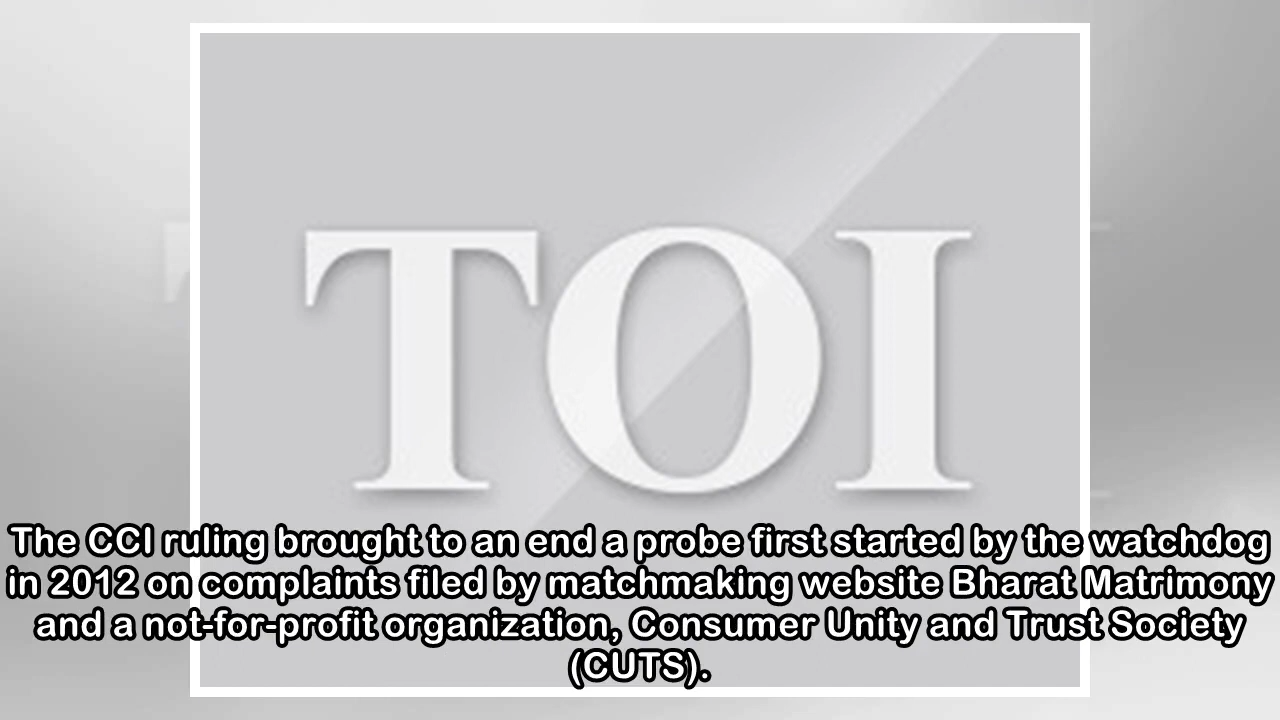 TOI
The CCI ruling brought to an end a probe first started by the watchdog
in 2012 on complaints filed by matchmaking website Bharat Matrimony
and a not-for-profit organization, Consumer Unity and Trust Society
(CUTS).